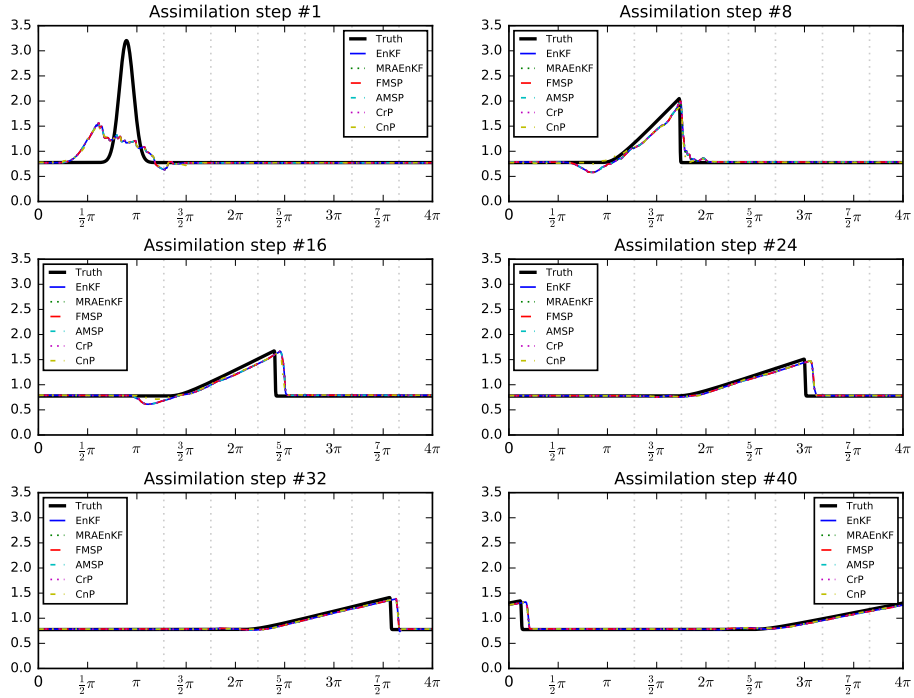 Assimilation step #1
3.5
3.0
2.5
2.0
1.5
1.0
0.5
0.0
0 ½π π 3/2π 2π 5/2π 3π 7/2π 4π
Truth
EnKF
MRAEnKF
FMSP
AMSP
CrP
CnP
Assimilation step #8
3.5
3.0
2.5
2.0
1.5
1.0
0.5
0.0
0 ½π π 3/2π 2π 5/2π 3π 7/2π 4π
Truth
EnKF
MRAEnKF
FMSP
AMSP
CrP
CnP
Assimilation step #16
3.5
3.0
2.5
2.0
1.5
1.0
0.5
0.0
0 ½π π 3/2π 2π 5/2π 3π 7/2π 4π
Truth
EnKF
MRAEnKF
FMSP
AMSP
CrP
CnP
Assimilation step #24
3.5
3.0
2.5
2.0
1.5
1.0
0.5
0.0
0 ½π π 3/2π 2π 5/2π 3π 7/2π 4π
Truth
EnKF
MRAEnKF
FMSP
AMSP
CrP
CnP
Assimilation step #32
3.5
3.0
2.5
2.0
1.5
1.0
0.5
0.0
0 ½π π 3/2π 2π 5/2π 3π 7/2π 4π
Truth
EnKF
MRAEnKF
FMSP
AMSP
CrP
CnP
Assimilation step #40
3.5
3.0
2.5
2.0
1.5
1.0
0.5
0.0
0 ½π π 3/2π 2π 5/2π 3π 7/2π 4π
Truth
EnKF
MRAEnKF
FMSP
AMSP
CrP
CnP